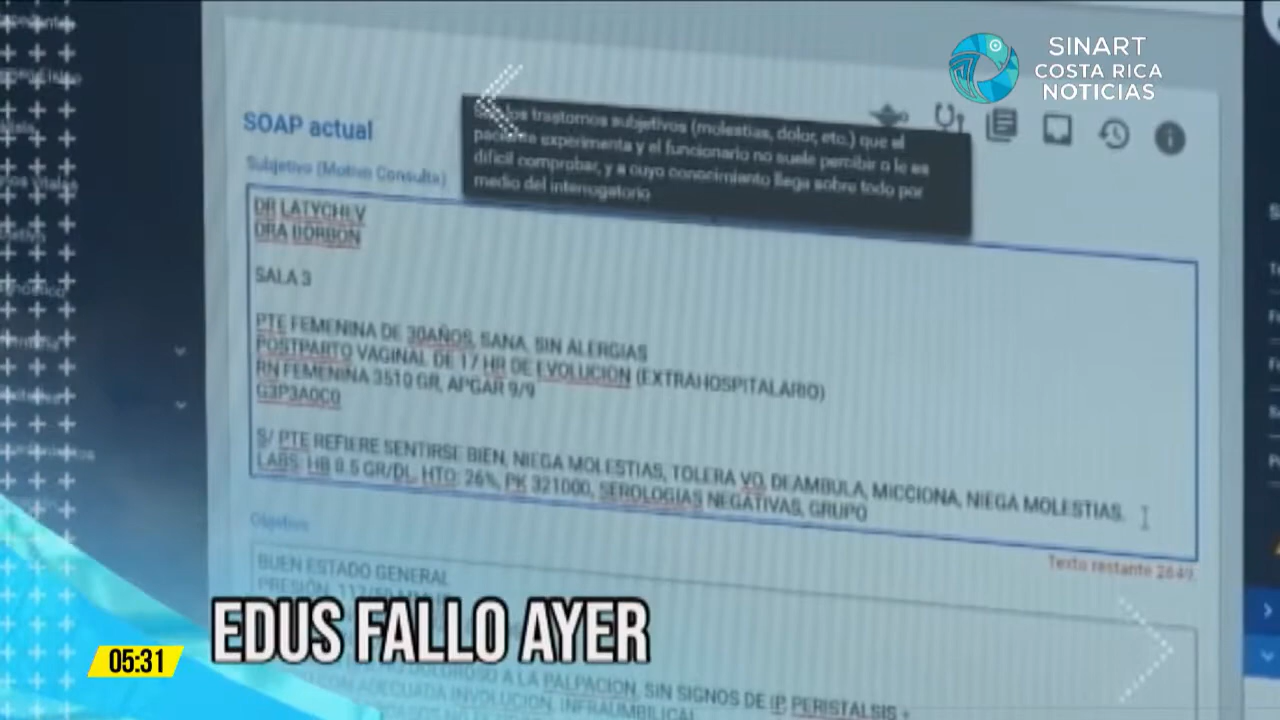 SINART
COSTA RICA
NOTICIAS
SOAP actual
Subjetivo (Motivo Consulta)
los trastornos subjetivos (molestias, dolor, etc.) que el
paciente experimenta y el funcionario no suele percibir o le es
difícil comprobar, y a cuyo conocimiento llega sobre todo por
medio del interrogatorio
DR LATYCHEV
DRA BORBON
SALA 3
PTE FEMENINA DE 30AÑOS, SANA, SIN ALERGIAS
POSTPARTO VAGINAL DE 17 HR DE EVOLUCION (EXTRAHOSPITALARIO)
RN FEMENINA 3510 GR, APGAR 9/9
G3P3A0C0
S/ PTE REFIERE SENTIRSE BIEN, NIEGA MOLESTIAS, TOLERA VO, DEAMBULA, MICCIONA, NIEGA MOLESTIAS.
LABS: HB 8.5 GR/DL, HTO: 26%, PK 321000, SEROLOGIAS NEGATIVAS, GRUPO
Texto restante 2649
Objetivo
BUEN ESTADO GENERAL
PRESIÓN:
EDUS FALLO AYER
05:31
DOLOROSO A LA PALPACION, SIN SIGNOS DE IP, PERISTALSIS +
CON ADECUADA INVOLUCION, INFRAUMBILICAL